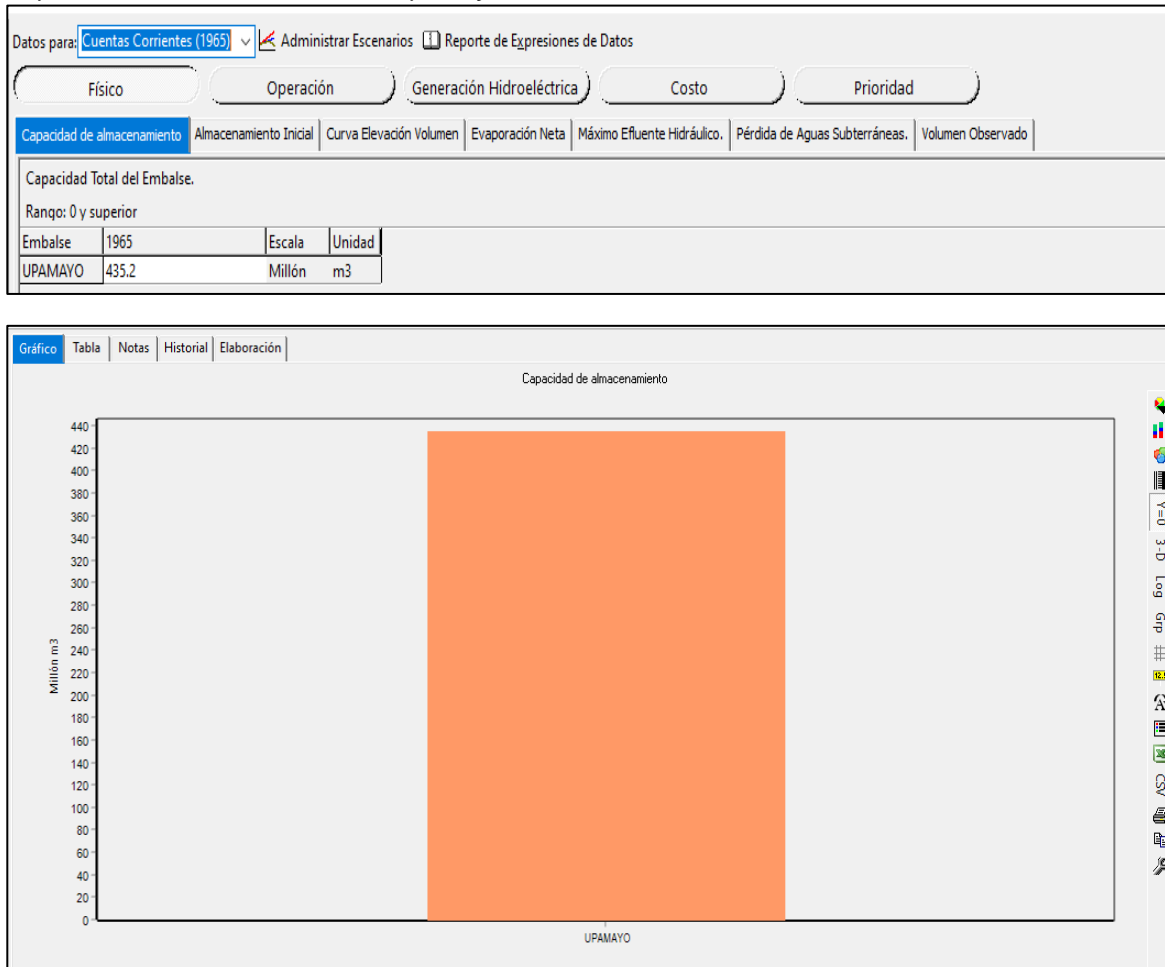 Datos para: Cuentas Corrientes (1965) Administrar Escenarios Reporte de Expresiones de Datos
Físico Operación Generación Hidroeléctrica Costo Prioridad
Capacidad de almacenamiento Almacenamiento Inicial Curva Elevación Volumen Evaporación Neta Máximo Efluente Hidráulico. Pérdida de Aguas Subterráneas. Volumen Observado
Capacidad Total del Embalse.
Rango: 0 y superior
Embalse 1965 Escala Unidad
UPAMAYO 435.2 Millón m3
Gráfico Tabla Notas Historial Elaboración
Capacidad de almacenamiento
440
420
400
380
360
340
320
300
280
260
240
220
200
180
160
140
120
100
80
60
40
20
0
Millón m3
UPAMAYO
Y=0
3-D
Log
Grp
CSV